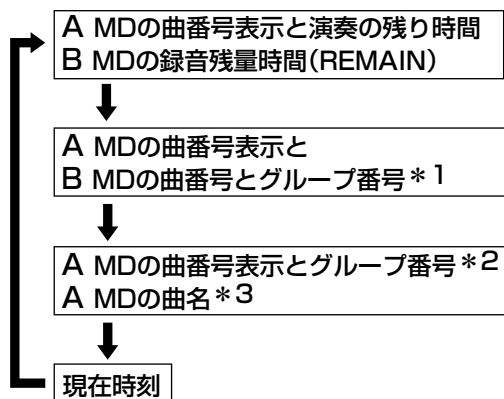 A MDの曲番号表示と演奏の残り時間
B MDの録音残量時間(REMAIN)
A MDの曲番号表示と
B MDの曲番号とグループ番号*1
A MDの曲番号表示とグループ番号*2
A MDの曲名*3
現在時刻